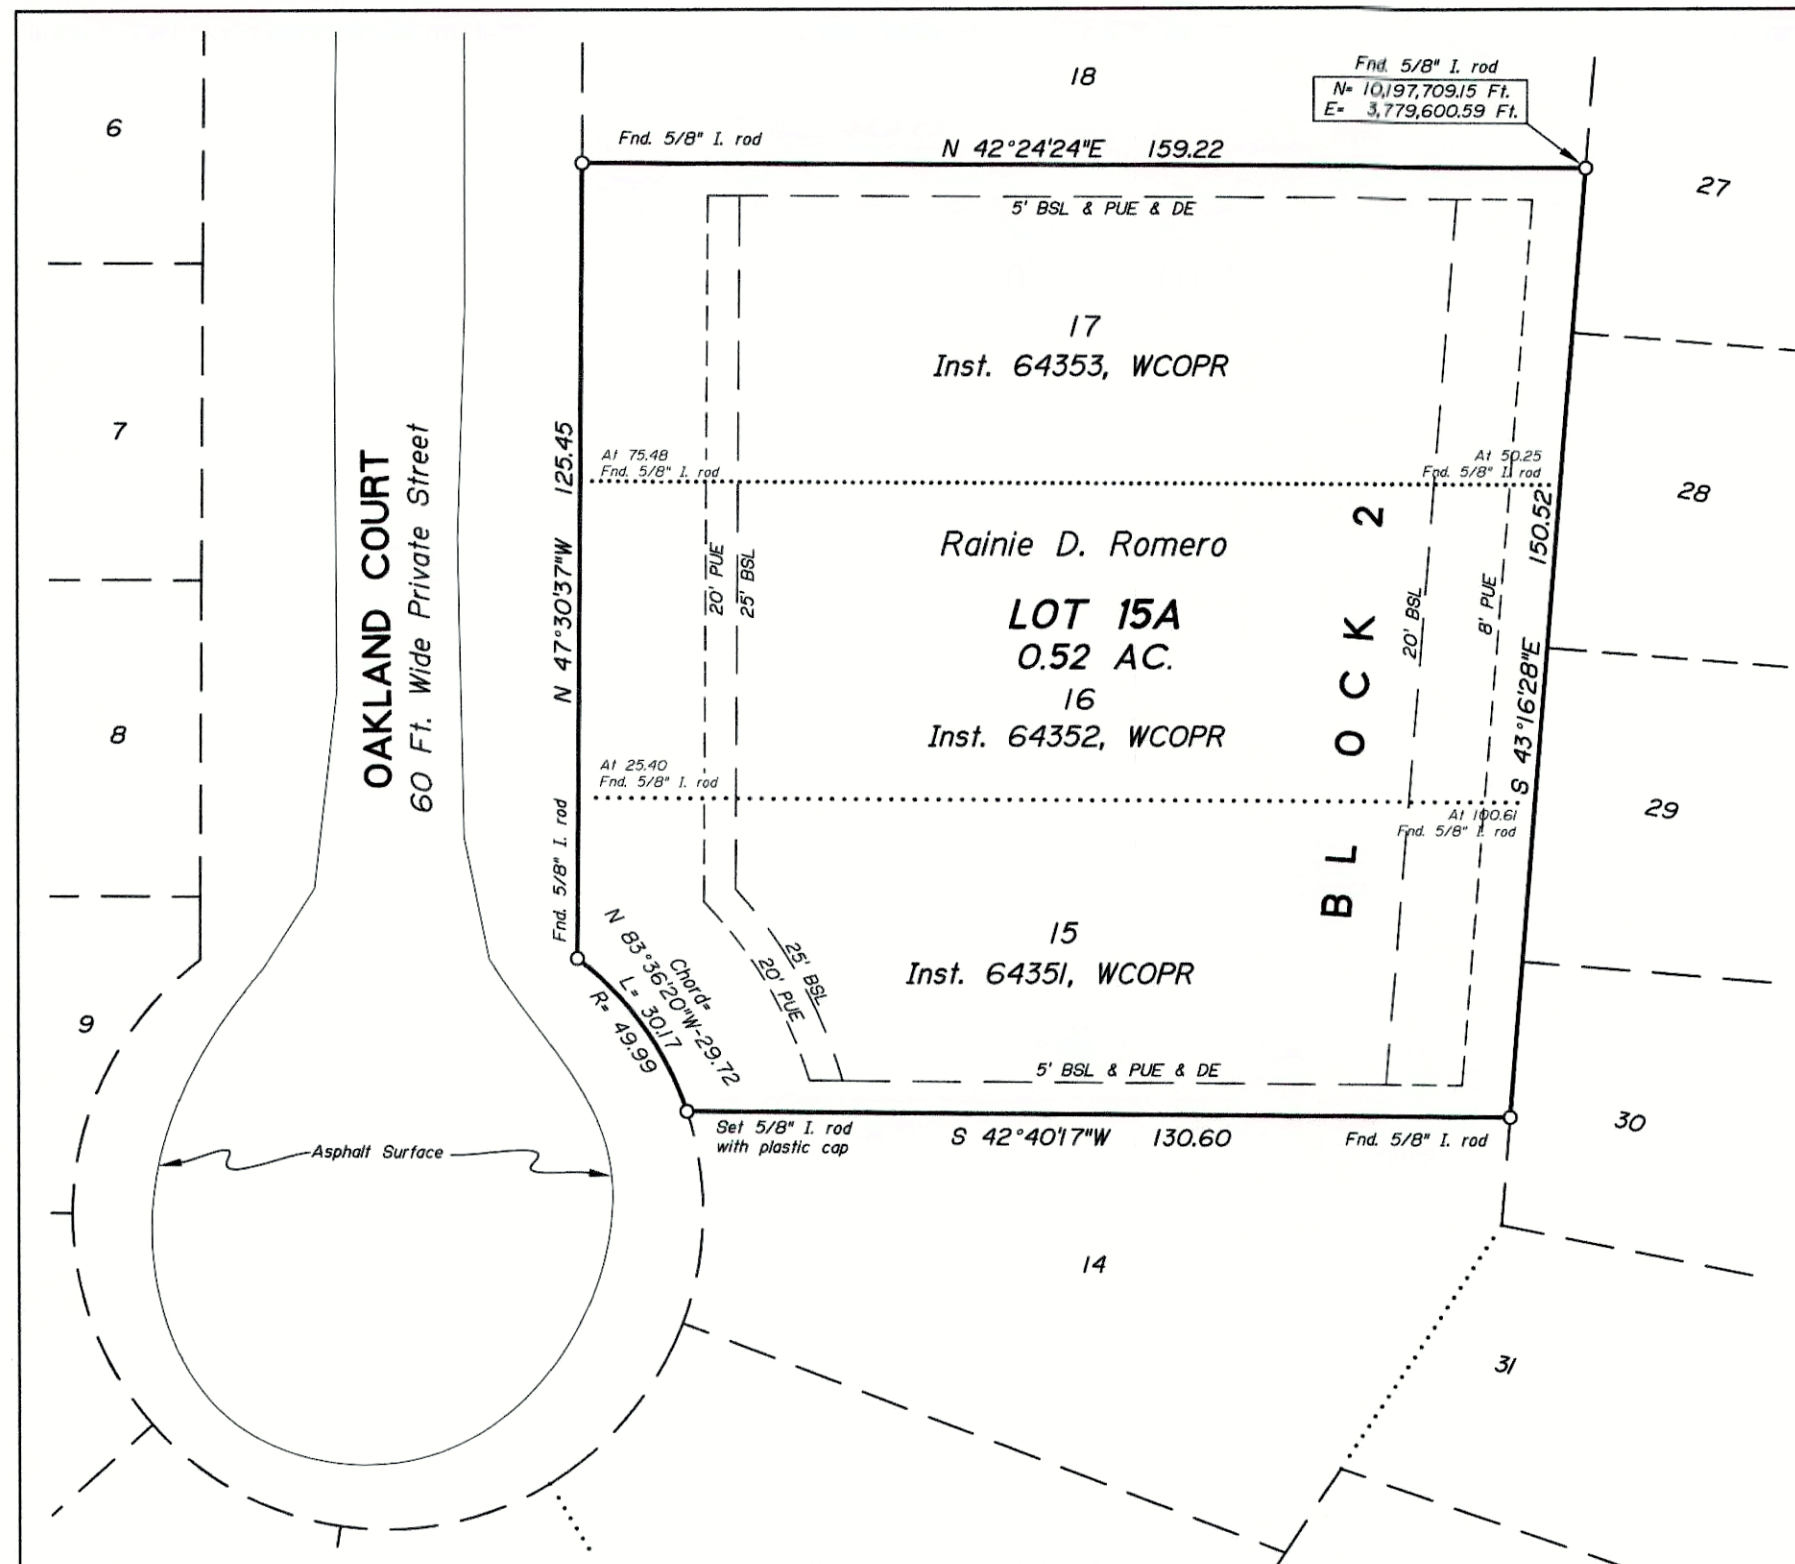 18
Fnd. 5/8" I. rod
N= 10,197,709.15 Ft.
E= 3,779,600.59 Ft.
6
Fnd. 5/8" I. rod
N 42°24'24"E 159.22
27
5' BSL & PUE & DE
17
Inst. 64353, WCOPR
7
OAKLAND COURT
60 Ft. Wide Private Street
N 47°30'37"W 125.45
At 75.48
Fnd. 5/8" I. rod
At 50.25
Fnd. 5/8" I. rod
28
Rainie D. Romero
LOT 15A
0.52 AC.
16
Inst. 64352, WCOPR
20' PUE
25' BSL
BLOCK 2
20' BSL
8' PUE
S 43°16'28"E 150.52
8
At 25.40
Fnd. 5/8" I. rod
At 100.61
Fnd. 5/8" I. rod
29
Fnd. 5/8" I. rod
15
Inst. 64351, WCOPR
Chord=
N 83°36'20"W-29.72
L= 30.17
R= 49.99
25' BSL
20' PUE
9
5' BSL & PUE & DE
30
Set 5/8" I. rod
with plastic cap
S 42°40'17"W 130.60
Fnd. 5/8" I. rod
Asphalt Surface
14
31